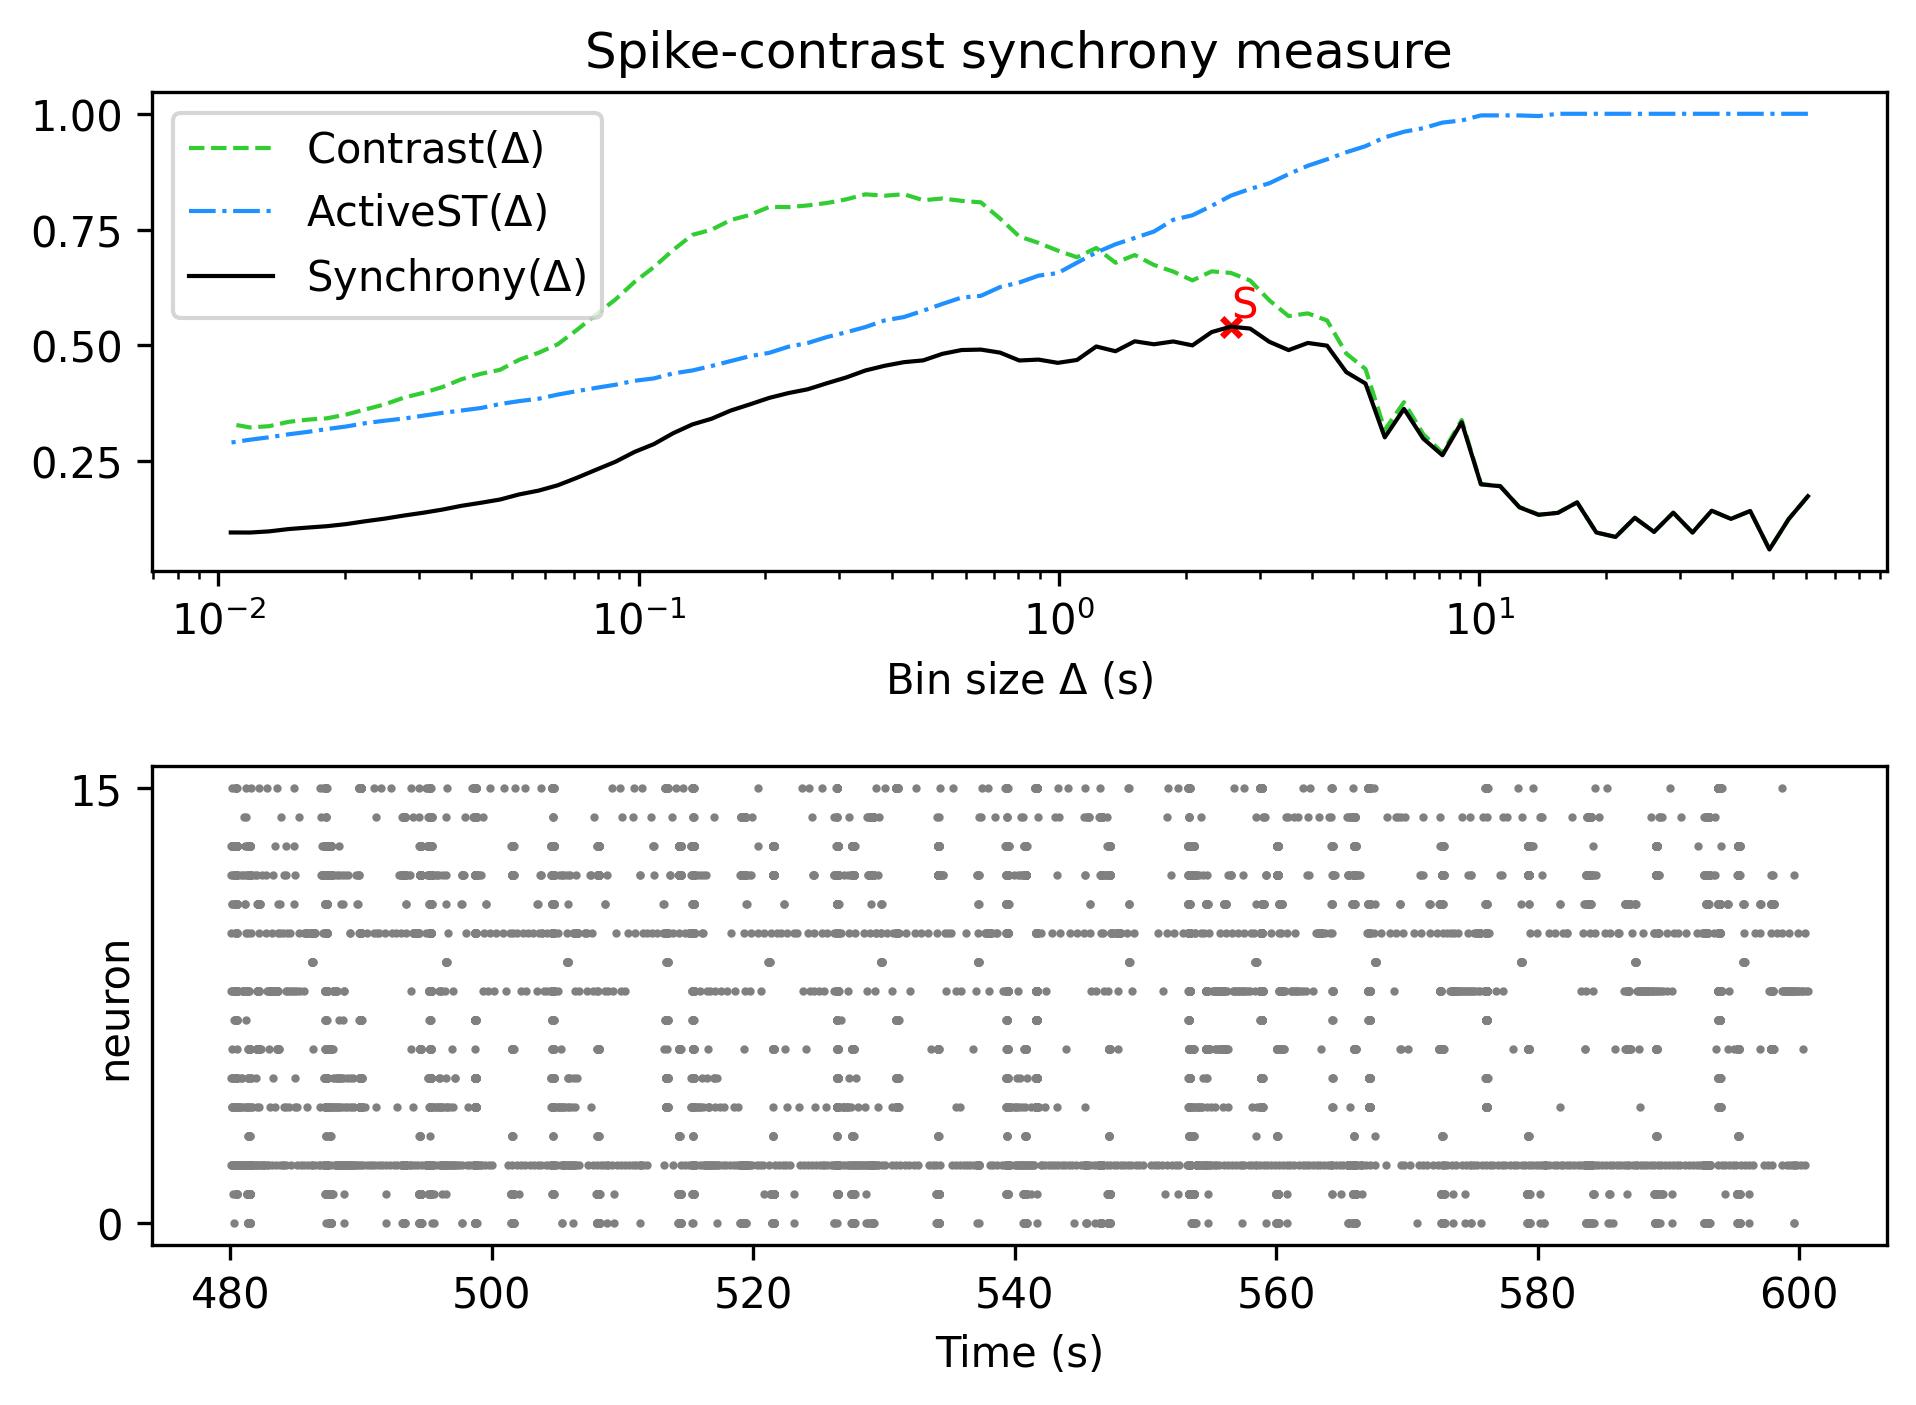 Spike-contrast synchrony measure
1.00
0.75
0.50
0.25
Contrast(Δ)
ActiveST(Δ)
Synchrony(Δ)
S
10⁻² 10⁻¹ 10⁰ 10¹
Bin size Δ (s)
15
0
neuron
480 500 520 540 560 580 600
Time (s)